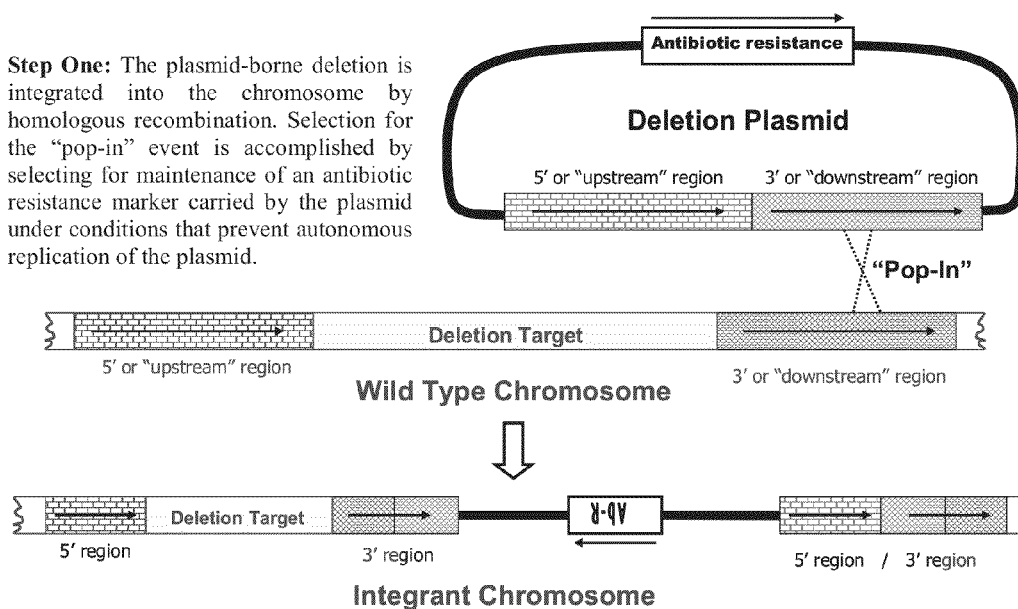 Step One: The plasmid-borne deletion is
integrated into the chromosome by
homologous recombination. Selection for
the “pop-in” event is accomplished by
selecting for maintenance of an antibiotic
resistance marker carried by the plasmid
under conditions that prevent autonomous
replication of the plasmid.
Antibiotic resistance
Deletion Plasmid
5′ or “upstream” region
3′ or “downstream” region
“Pop-In”
Deletion Target
5′ or “upstream” region
3′ or “downstream” region
Wild Type Chromosome
Deletion Target
Ab-R
5′ region
3′ region
5′ region / 3′ region
Integrant Chromosome